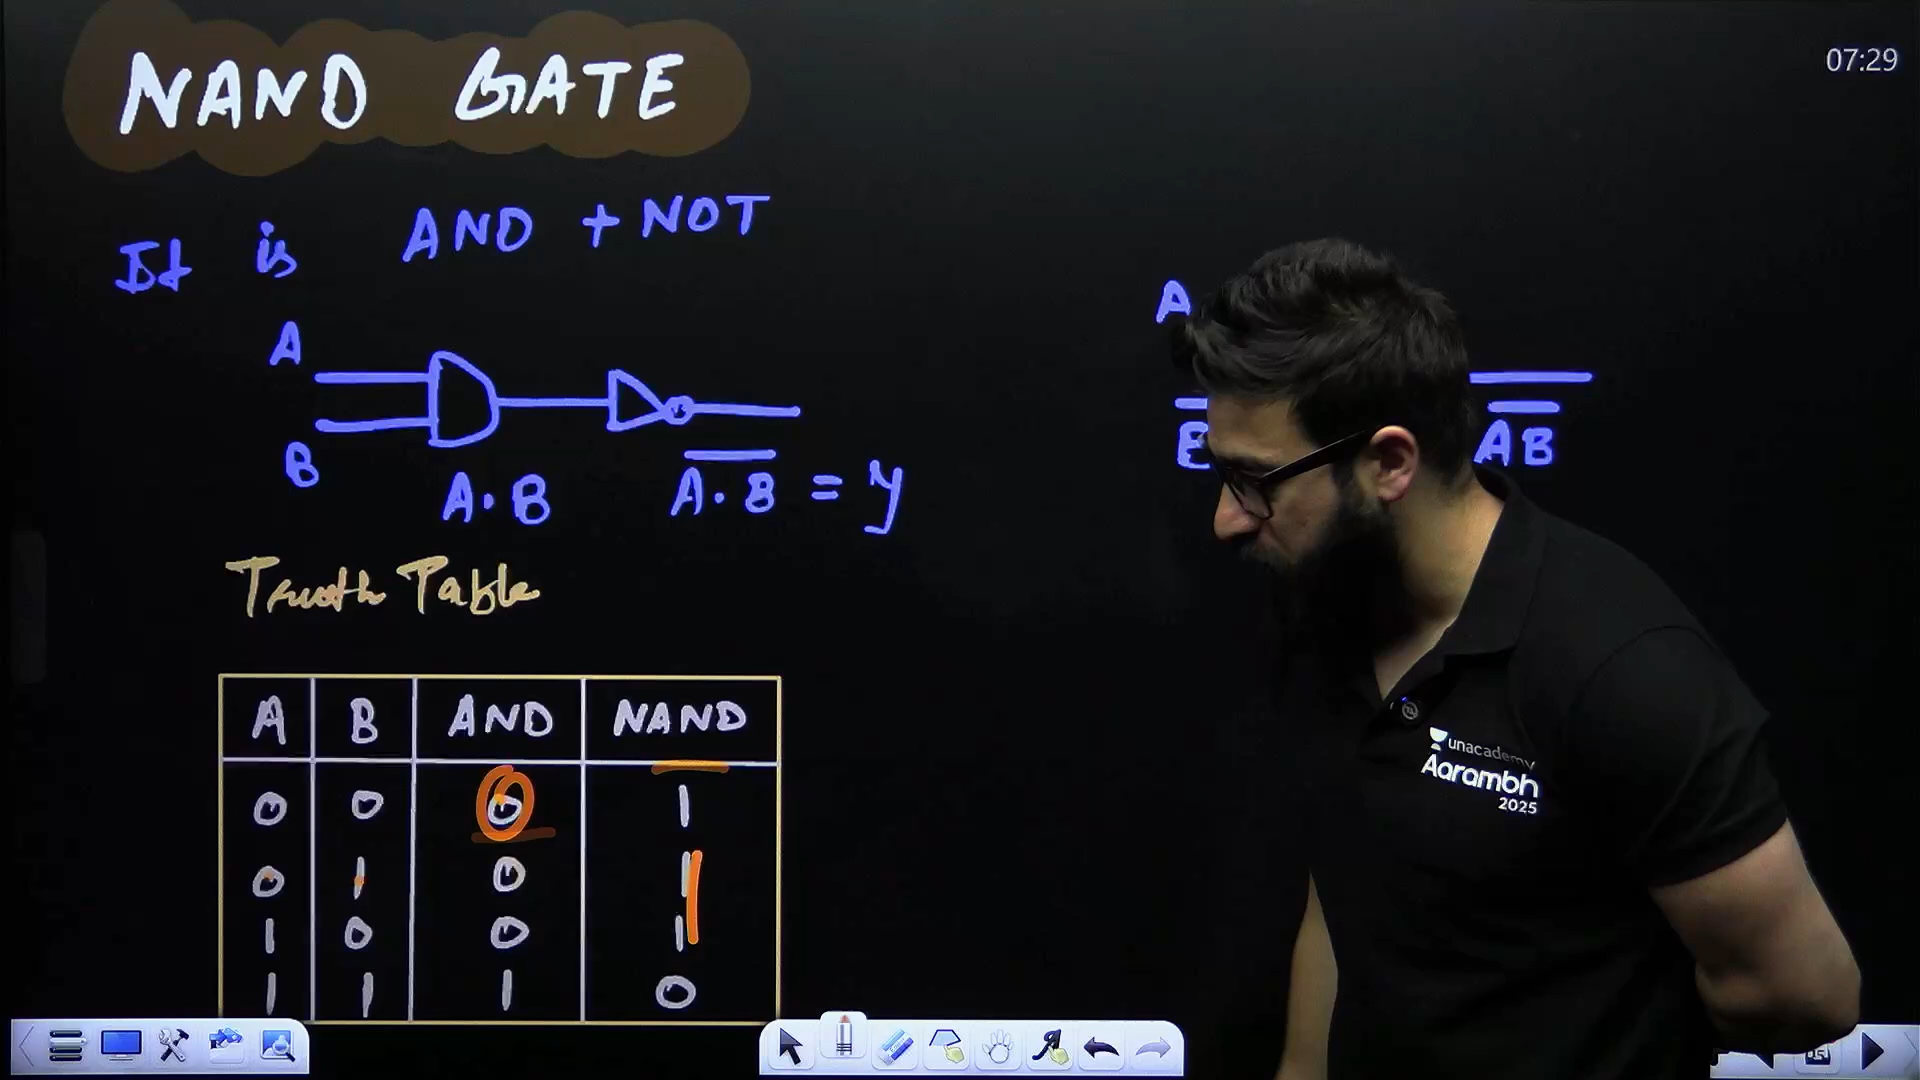 NAND GATE
07:29
It is AND + NOT
A
B
A·B
A·B = y
A
AB
Truth Table
A B AND NAND
0 0 0 1
0 1 0 1
1 0 0 1
1 1 1 0
unacademy
Aarambh
2025